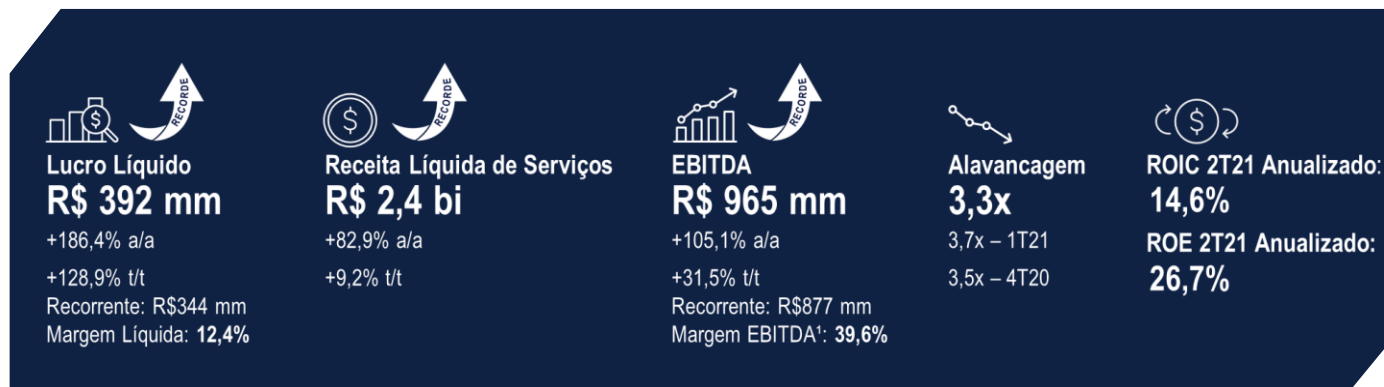 RECORDE
Lucro Líquido
R$ 392 mm
+186,4% a/a
+128,9% t/t
Recorrente: R$344 mm
Margem Líquida: 12,4%
$
RECORDE
Receita Líquida de Serviços
R$ 2,4 bi
+82,9% a/a
+9,2% t/t
RECORDE
EBITDA
R$ 965 mm
+105,1% a/a
+31,5% t/t
Recorrente: R$877 mm
Margem EBITDA¹: 39,6%
Alavancagem
3,3x
3,7x – 1T21
3,5x – 4T20
$
ROIC 2T21 Anualizado:
14,6%
ROE 2T21 Anualizado:
26,7%